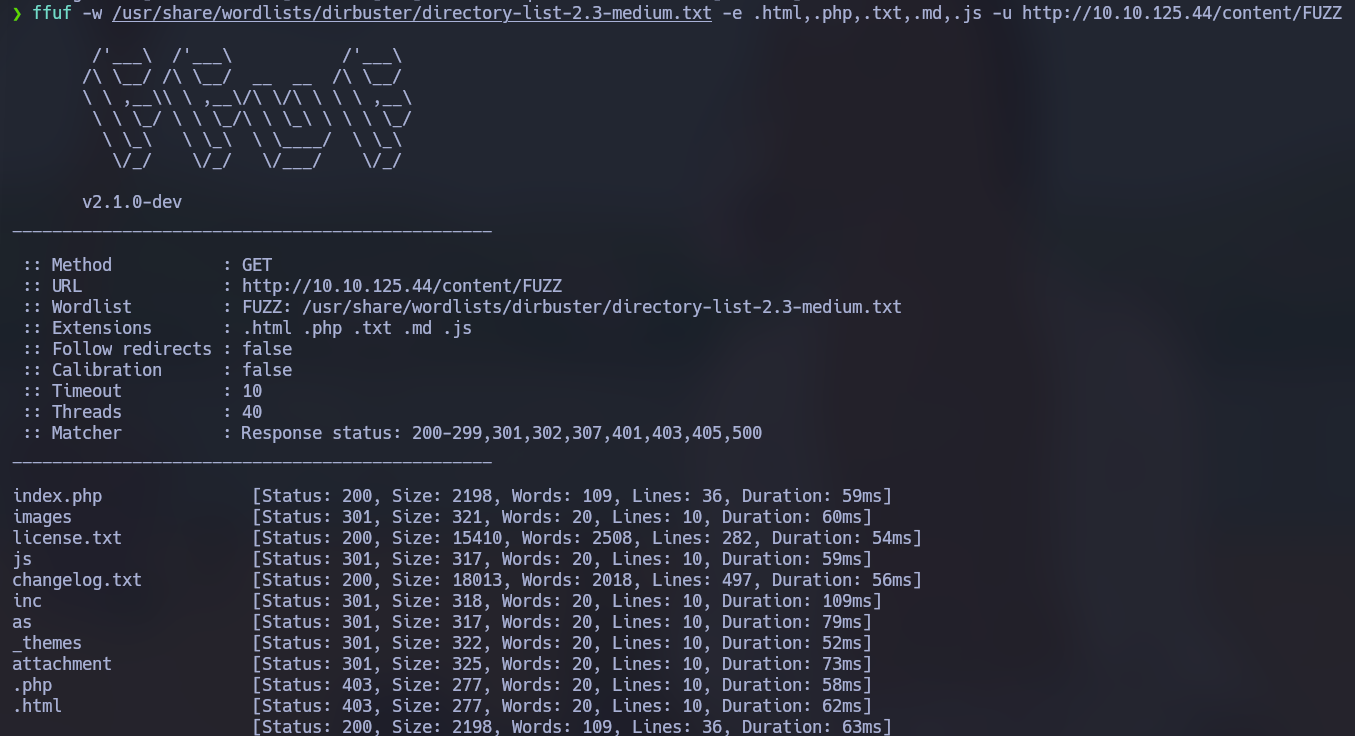 ❯ ffuf -w /usr/share/wordlists/dirbuster/directory-list-2.3-medium.txt -e .html,.php,.txt,.md,.js -u http://10.10.125.44/content/FUZZ
        /'___\  /'___\           /'___\
       /\ \__/ /\ \__/  __  __  /\ \__/
       \ \ ,__\\ \ ,__\/\ \/\ \ \ \ ,__\
        \ \ \_/ \ \ \_/\ \ \_\ \ \ \ \_/
         \ \_\   \ \_\  \ \____/  \ \_\
          \/_/    \/_/   \/___/    \/_/
       v2.1.0-dev
________________________________________________
 :: Method           : GET
 :: URL              : http://10.10.125.44/content/FUZZ
 :: Wordlist         : FUZZ: /usr/share/wordlists/dirbuster/directory-list-2.3-medium.txt
 :: Extensions       : .html .php .txt .md .js
 :: Follow redirects : false
 :: Calibration      : false
 :: Timeout          : 10
 :: Threads          : 40
 :: Matcher          : Response status: 200-299,301,302,307,401,403,405,500
________________________________________________
index.php               [Status: 200, Size: 2198, Words: 109, Lines: 36, Duration: 59ms]
images                  [Status: 301, Size: 321, Words: 20, Lines: 10, Duration: 60ms]
license.txt             [Status: 200, Size: 15410, Words: 2508, Lines: 282, Duration: 54ms]
js                      [Status: 301, Size: 317, Words: 20, Lines: 10, Duration: 59ms]
changelog.txt           [Status: 200, Size: 18013, Words: 2018, Lines: 497, Duration: 56ms]
inc                     [Status: 301, Size: 318, Words: 20, Lines: 10, Duration: 109ms]
as                      [Status: 301, Size: 317, Words: 20, Lines: 10, Duration: 79ms]
_themes                 [Status: 301, Size: 322, Words: 20, Lines: 10, Duration: 52ms]
attachment              [Status: 301, Size: 325, Words: 20, Lines: 10, Duration: 73ms]
.php                    [Status: 403, Size: 277, Words: 20, Lines: 10, Duration: 58ms]
.html                   [Status: 403, Size: 277, Words: 20, Lines: 10, Duration: 62ms]
                        [Status: 200, Size: 2198, Words: 109, Lines: 36, Duration: 63ms]